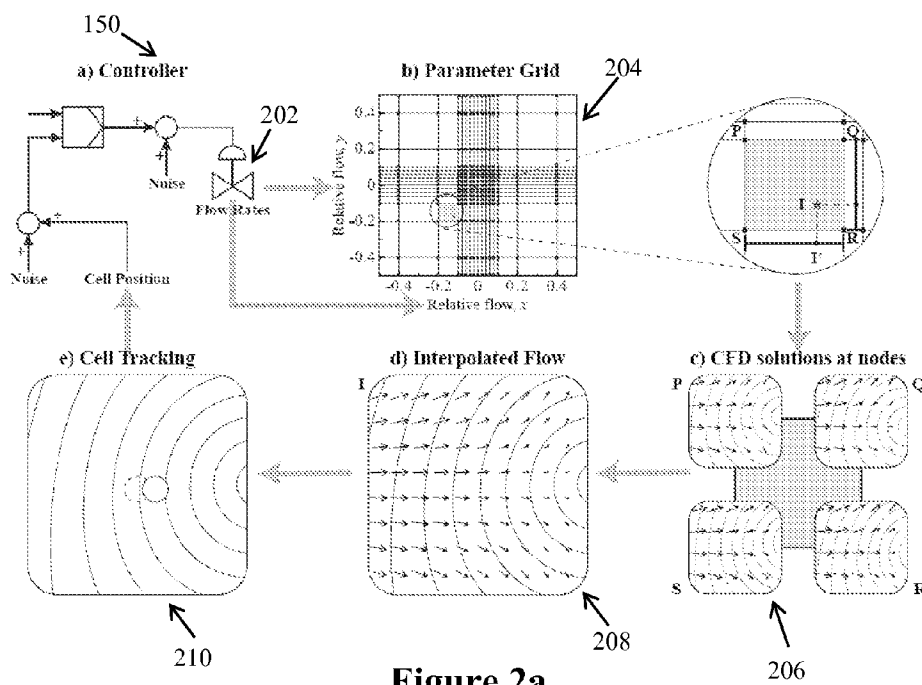 150
a) Controller
202
Noise
Flow Rates
Noise
Cell Position
b) Parameter Grid
204
Relative flow, y
0.4
0.2
0
-0.2
-0.4
-0.4 -0.2 0 0.2 0.4
Relative flow, x
P Q
I
S R
I'
e) Cell Tracking
210
d) Interpolated Flow
I
208
c) CFD solutions at nodes
P Q
S R
206
Figure 2a